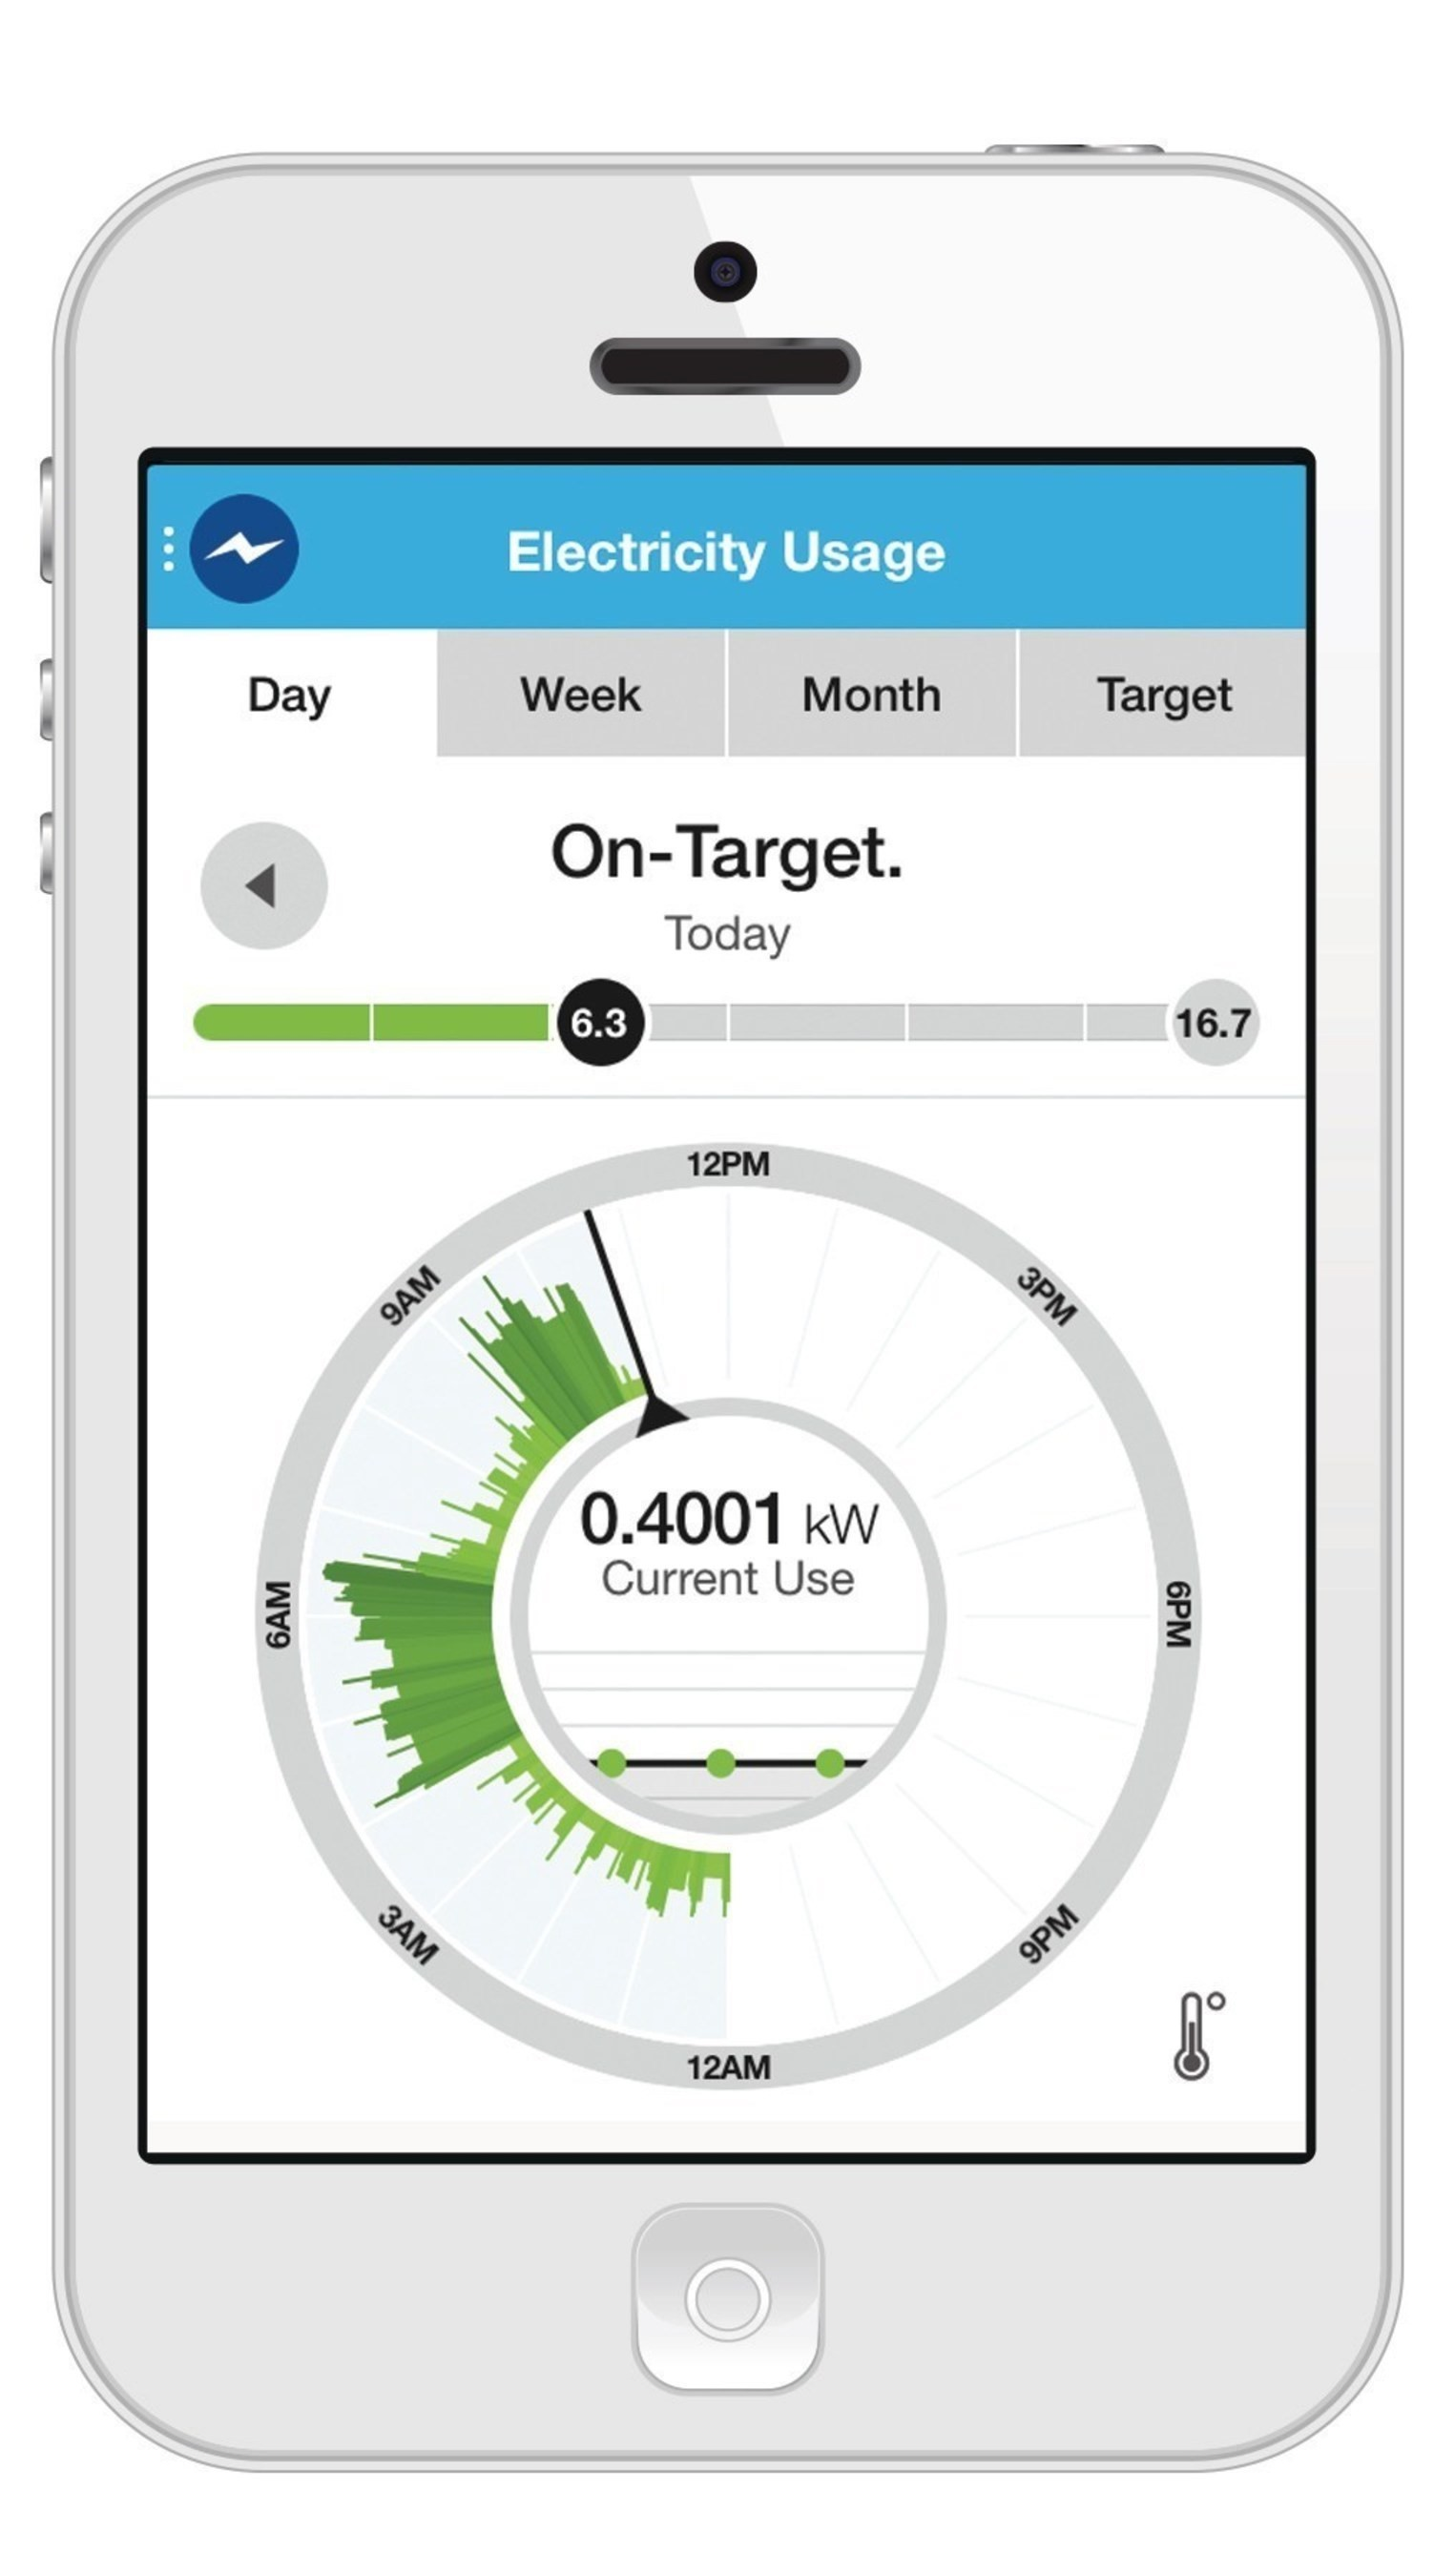 Electricity Usage
Day Week Month Target
On-Target.
Today
6.3 16.7
12PM
9AM 3PM
0.4001 kW
Current Use
6AM 6PM
3AM 9PM
12AM